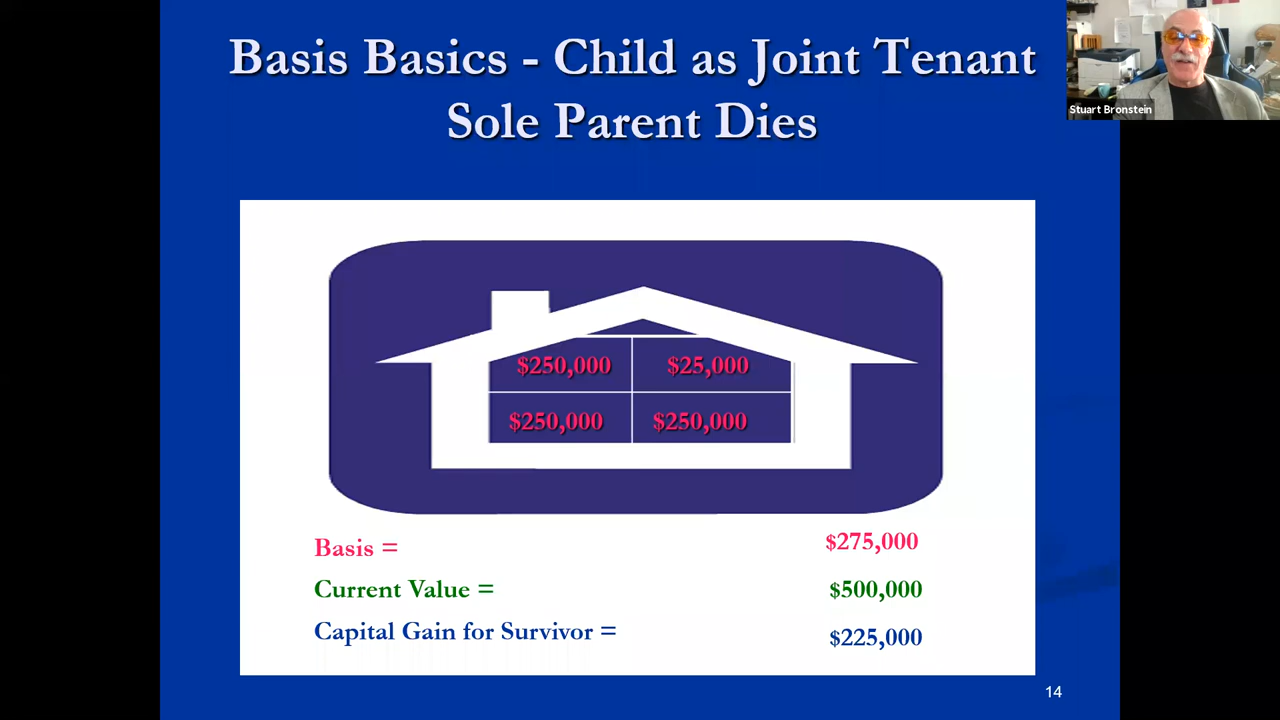 Basis Basics - Child as Joint Tenant
Sole Parent Dies
Stuart Bronstein
$250,000 $25,000
$250,000 $250,000
Basis = $275,000
Current Value = $500,000
Capital Gain for Survivor = $225,000
14